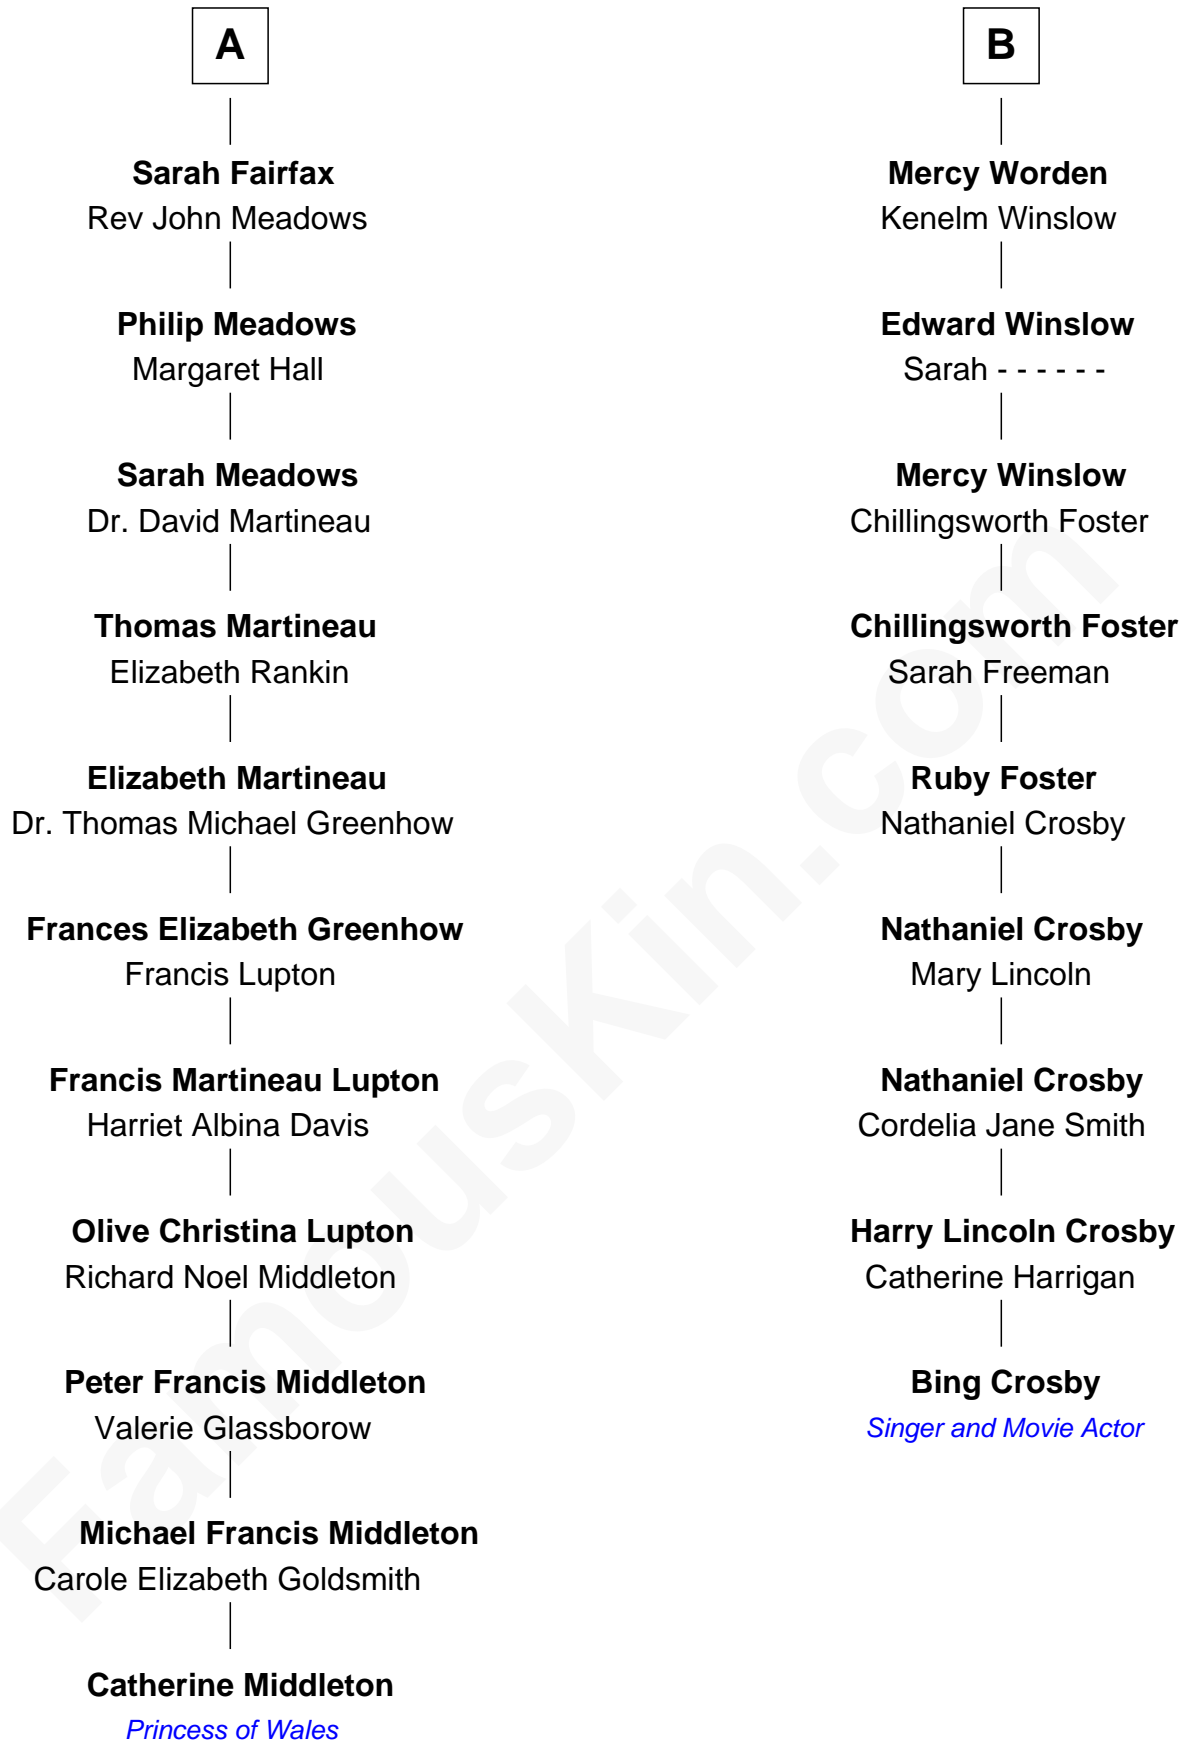 A
Sarah Fairfax
Rev John Meadows
Philip Meadows
Margaret Hall
Sarah Meadows
Dr. David Martineau
Thomas Martineau
Elizabeth Rankin
Elizabeth Martineau
Dr. Thomas Michael Greenhow
Frances Elizabeth Greenhow
Francis Lupton
Francis Martineau Lupton
Harriet Albina Davis
Olive Christina Lupton
Richard Noel Middleton
Peter Francis Middleton
Valerie Glassborow
Michael Francis Middleton
Carole Elizabeth Goldsmith
Catherine Middleton
Princess of Wales
B
Mercy Worden
Kenelm Winslow
Edward Winslow
Sarah - - - - - -
Mercy Winslow
Chillingsworth Foster
Chillingsworth Foster
Sarah Freeman
Ruby Foster
Nathaniel Crosby
Nathaniel Crosby
Mary Lincoln
Nathaniel Crosby
Cordelia Jane Smith
Harry Lincoln Crosby
Catherine Harrigan
Bing Crosby
Singer and Movie Actor
FamousKin.com